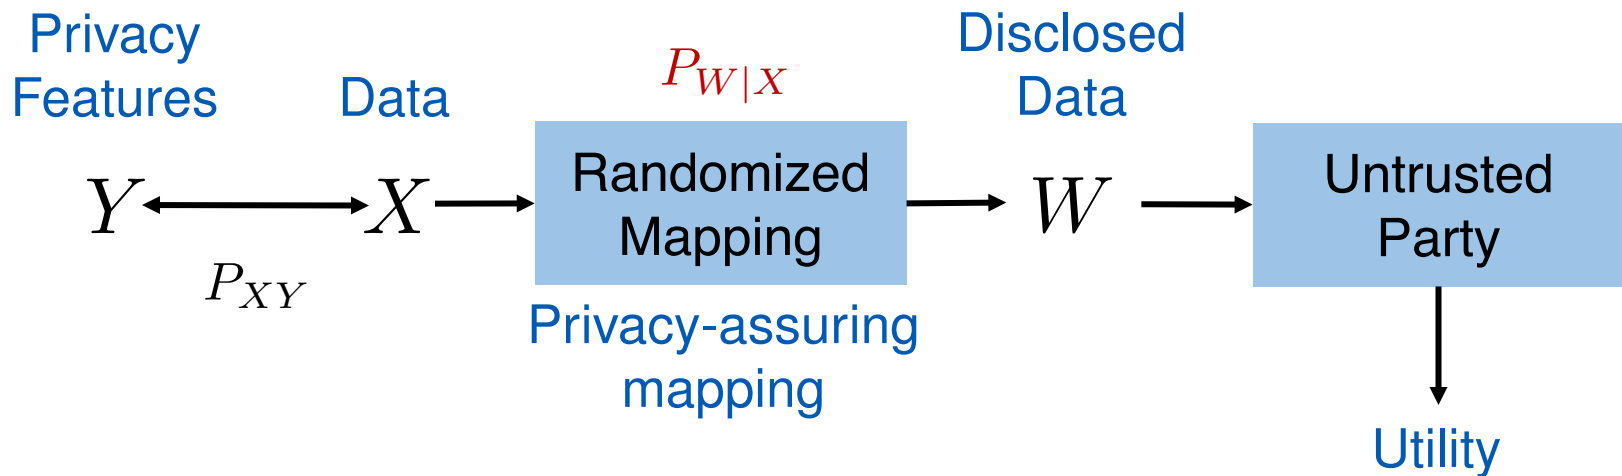 Privacy
Features
Data
P_{W|X}
Disclosed
Data
Y
X
Randomized
Mapping
W
Untrusted
Party
P_{XY}
Privacy-assuring
mapping
Utility